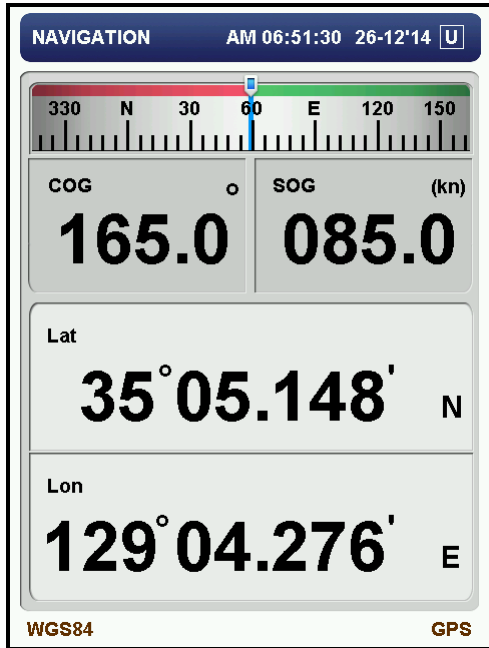 NAVIGATION AM 06:51:30 26-12'14 U
330 N 30 60 E 120 150
COG ° SOG (kn)
165.0 085.0
Lat
35°05.148' N
Lon
129°04.276' E
WGS84 GPS